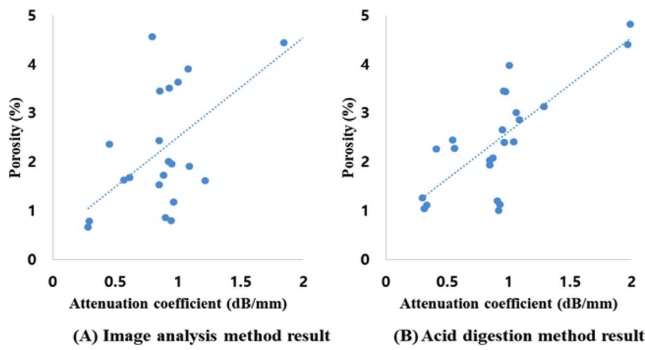 5
4
3
2
1
0
Porosity (%)
0 0.5 1 1.5 2
Attenuation coefficient (dB/mm)
(A) Image analysis method result
5
4
3
2
1
0
Porosity (%)
0 0.5 1 1.5 2
Attenuation coefficient (dB/mm)
(B) Acid digestion method result